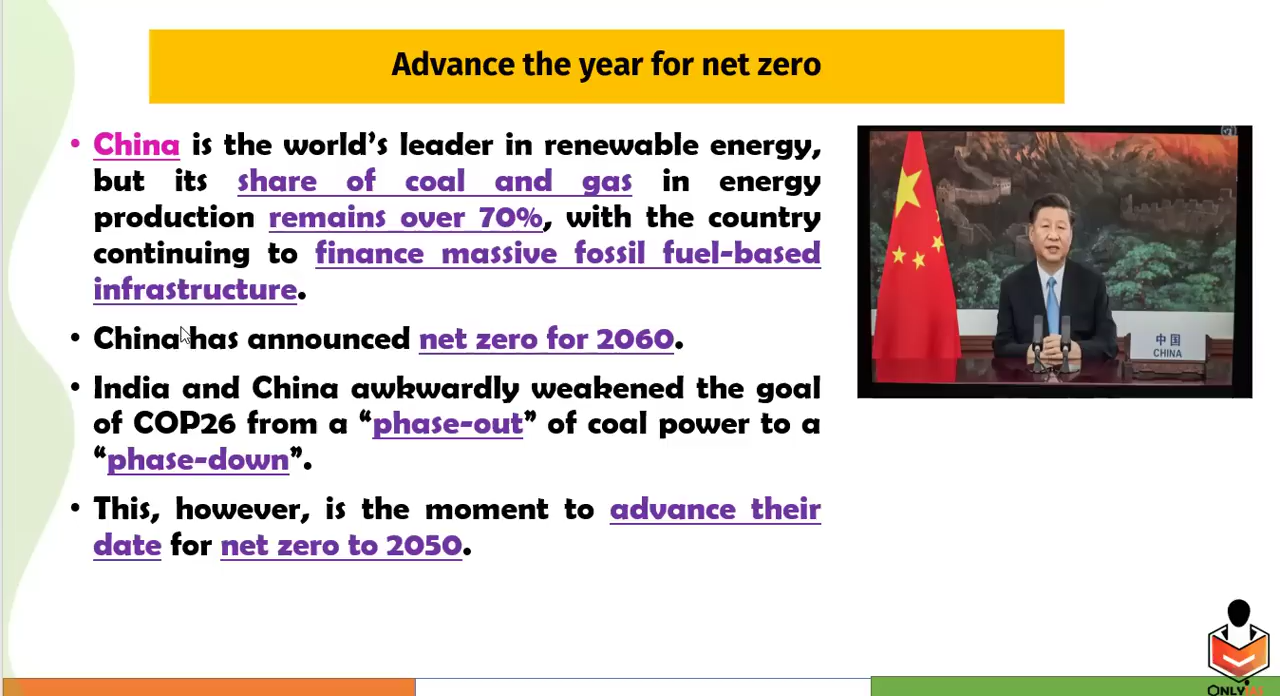 Advance the year for net zero
• China is the world’s leader in renewable energy,
but its share of coal and gas in energy
production remains over 70%, with the country
continuing to finance massive fossil fuel-based
infrastructure.
• China has announced net zero for 2060.
• India and China awkwardly weakened the goal
of COP26 from a “phase-out” of coal power to a
“phase-down”.
• This, however, is the moment to advance their
date for net zero to 2050.
中国
CHINA
ONLYIAS